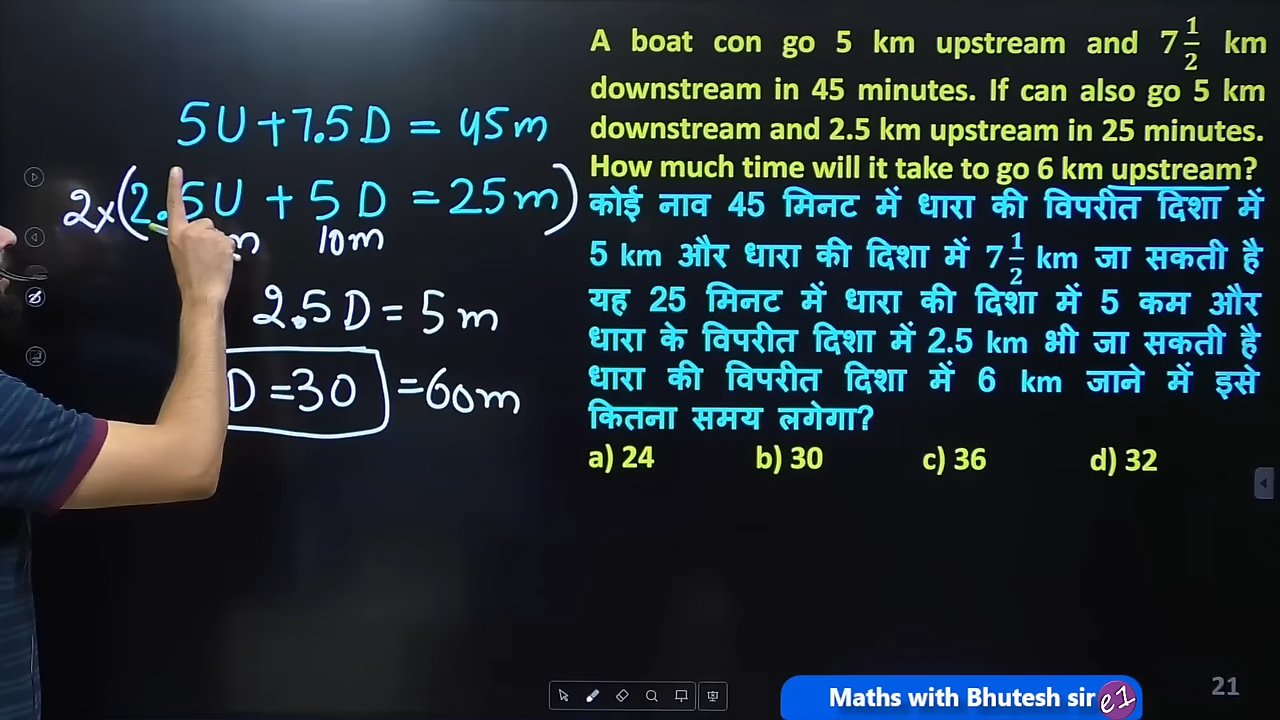 5U+7.5D = 45m
2x(2.5U + 5D = 25m)
m 10m
2.5D = 5m
D =30 =60m
A boat con go 5 km upstream and 7 1/2 km
downstream in 45 minutes. If can also go 5 km
downstream and 2.5 km upstream in 25 minutes.
How much time will it take to go 6 km upstream?
कोई नाव 45 मिनट में धारा की विपरीत दिशा में
5 km और धारा की दिशा में 7 1/2 km जा सकती है
यह 25 मिनट में धारा की दिशा में 5 कम और
धारा के विपरीत दिशा में 2.5 km भी जा सकती है
धारा की विपरीत दिशा में 6 km जाने में इसे
कितना समय लगेगा?
a) 24 b) 30 c) 36 d) 32
Maths with Bhutesh sir e1
21